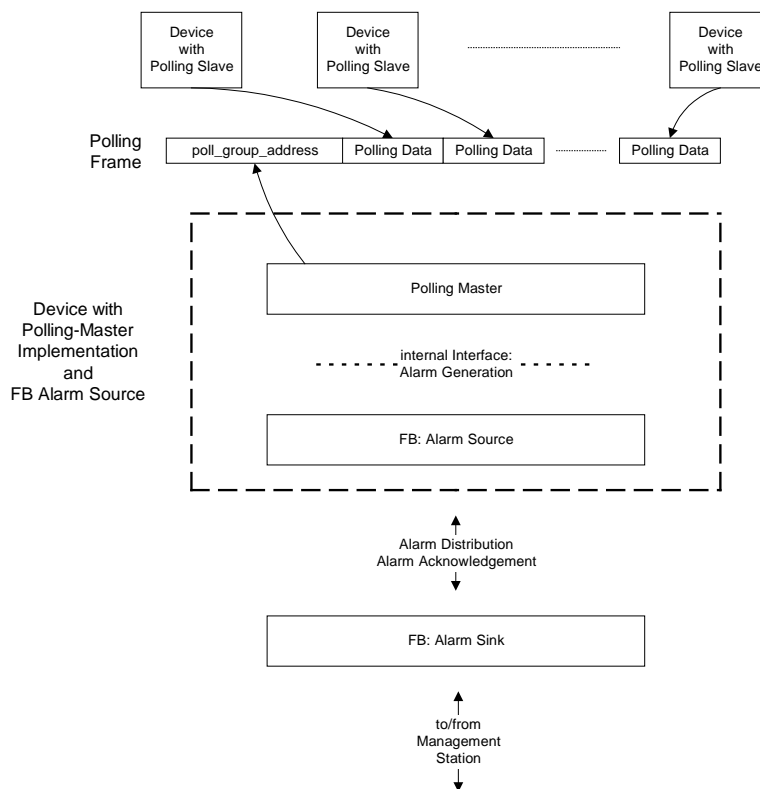 Device
with
Polling Slave
Device
with
Polling Slave
Device
with
Polling Slave
Polling
Frame
poll_group_address
Polling Data
Polling Data
Polling Data
Polling Master
Device with
Polling-Master
Implementation
and
FB Alarm Source
internal Interface:
Alarm Generation
FB: Alarm Source
Alarm Distribution
Alarm Acknowledgement
FB: Alarm Sink
to/from
Management
Station